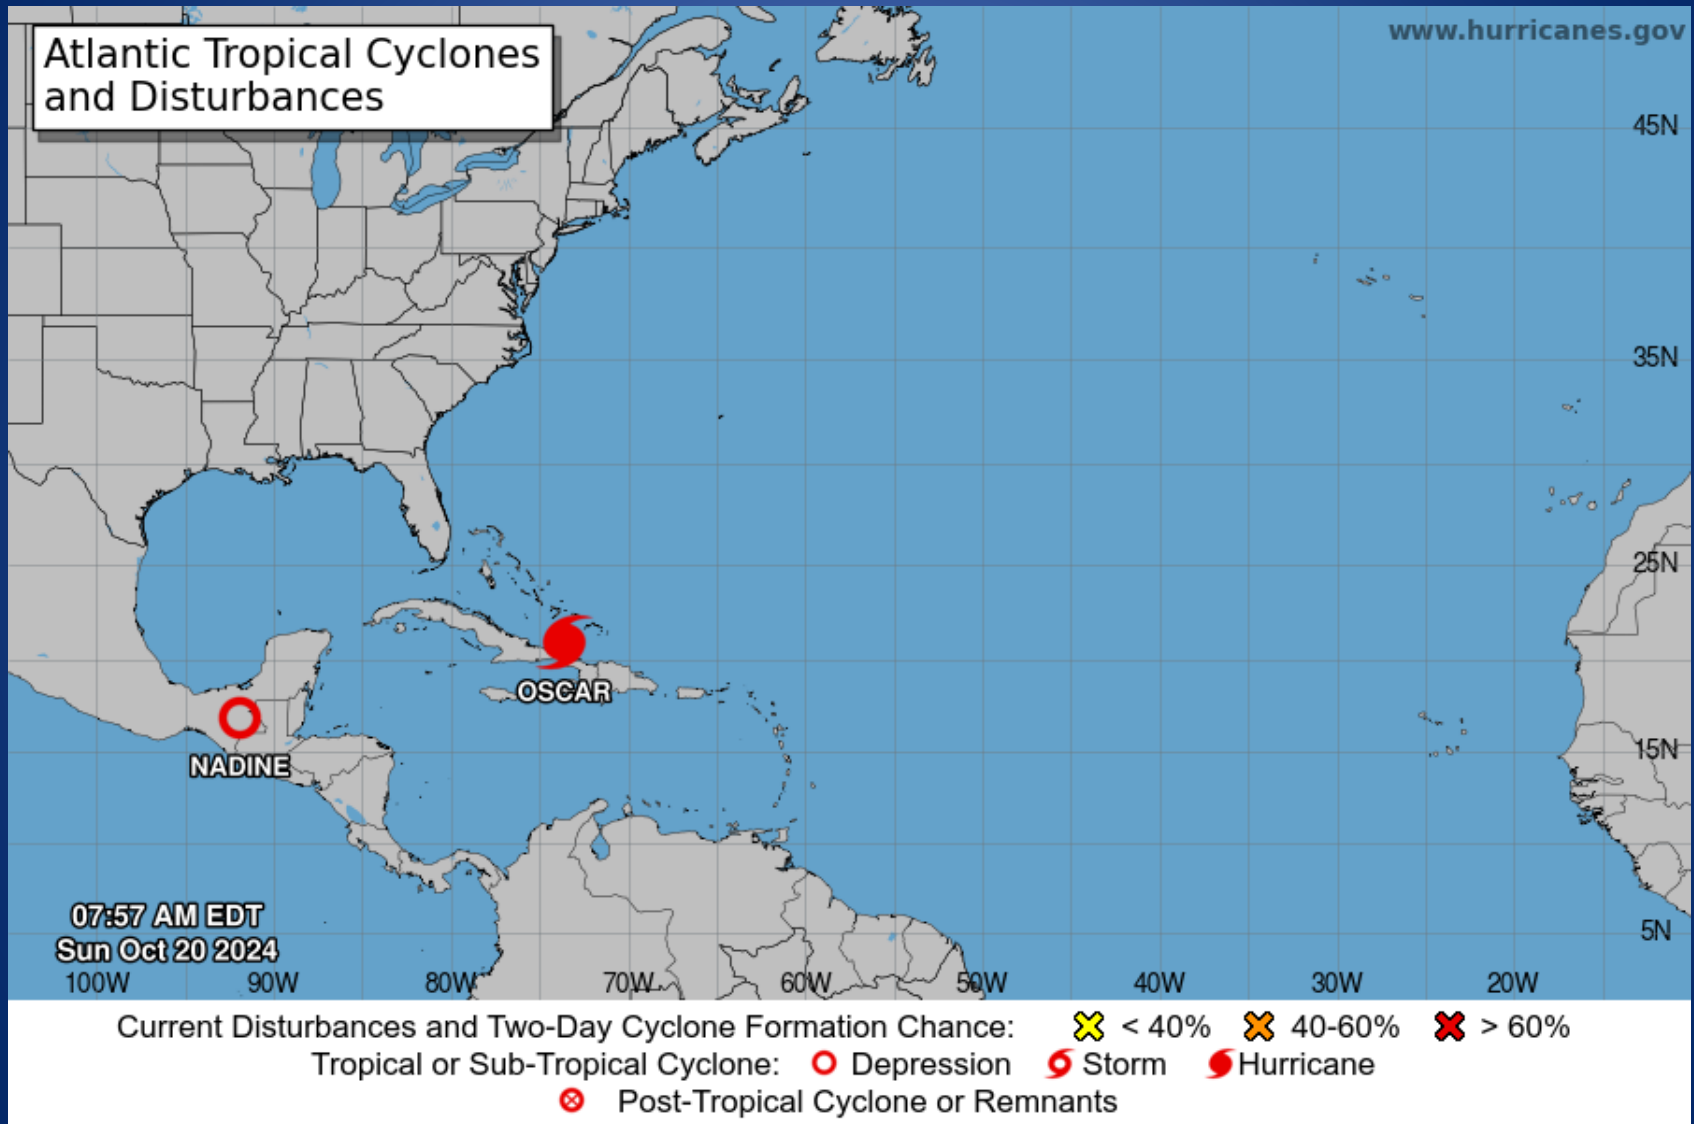 Atlantic Tropical Cyclones
and Disturbances
www.hurricanes.gov
45N
35N
25N
OSCAR
NADINE
15N
07:57 AM EDT
Sun Oct 20 2024
5N
100W 90W 80W 70W 60W 50W 40W 30W 20W
Current Disturbances and Two-Day Cyclone Formation Chance: < 40% 40-60% > 60%
Tropical or Sub-Tropical Cyclone: Depression Storm Hurricane
Post-Tropical Cyclone or Remnants